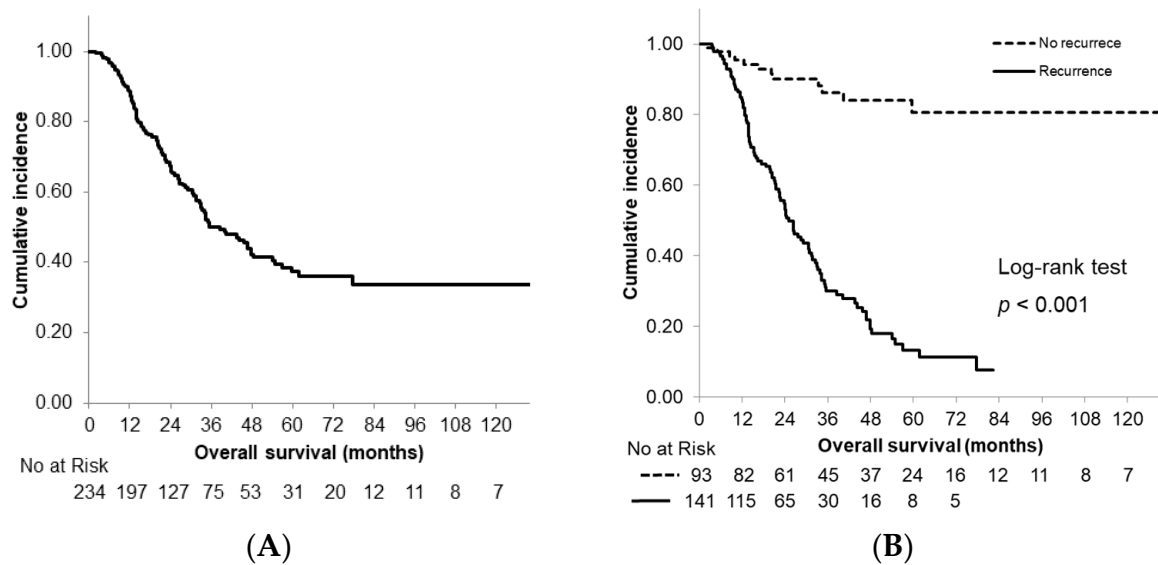 1.00
0.80
0.60
0.40
0.20
0.00
Cumulative incidence
0 12 24 36 48 60 72 84 96 108 120
Overall survival (months)
No at Risk
234 197 127 75 53 31 20 12 11 8 7
(A)
1.00
0.80
0.60
0.40
0.20
0.00
Cumulative incidence
No recurrece
Recurrence
Log-rank test
p < 0.001
0 12 24 36 48 60 72 84 96 108 120
Overall survival (months)
No at Risk
93 82 61 45 37 24 16 12 11 8 7
141 115 65 30 16 8 5
(B)